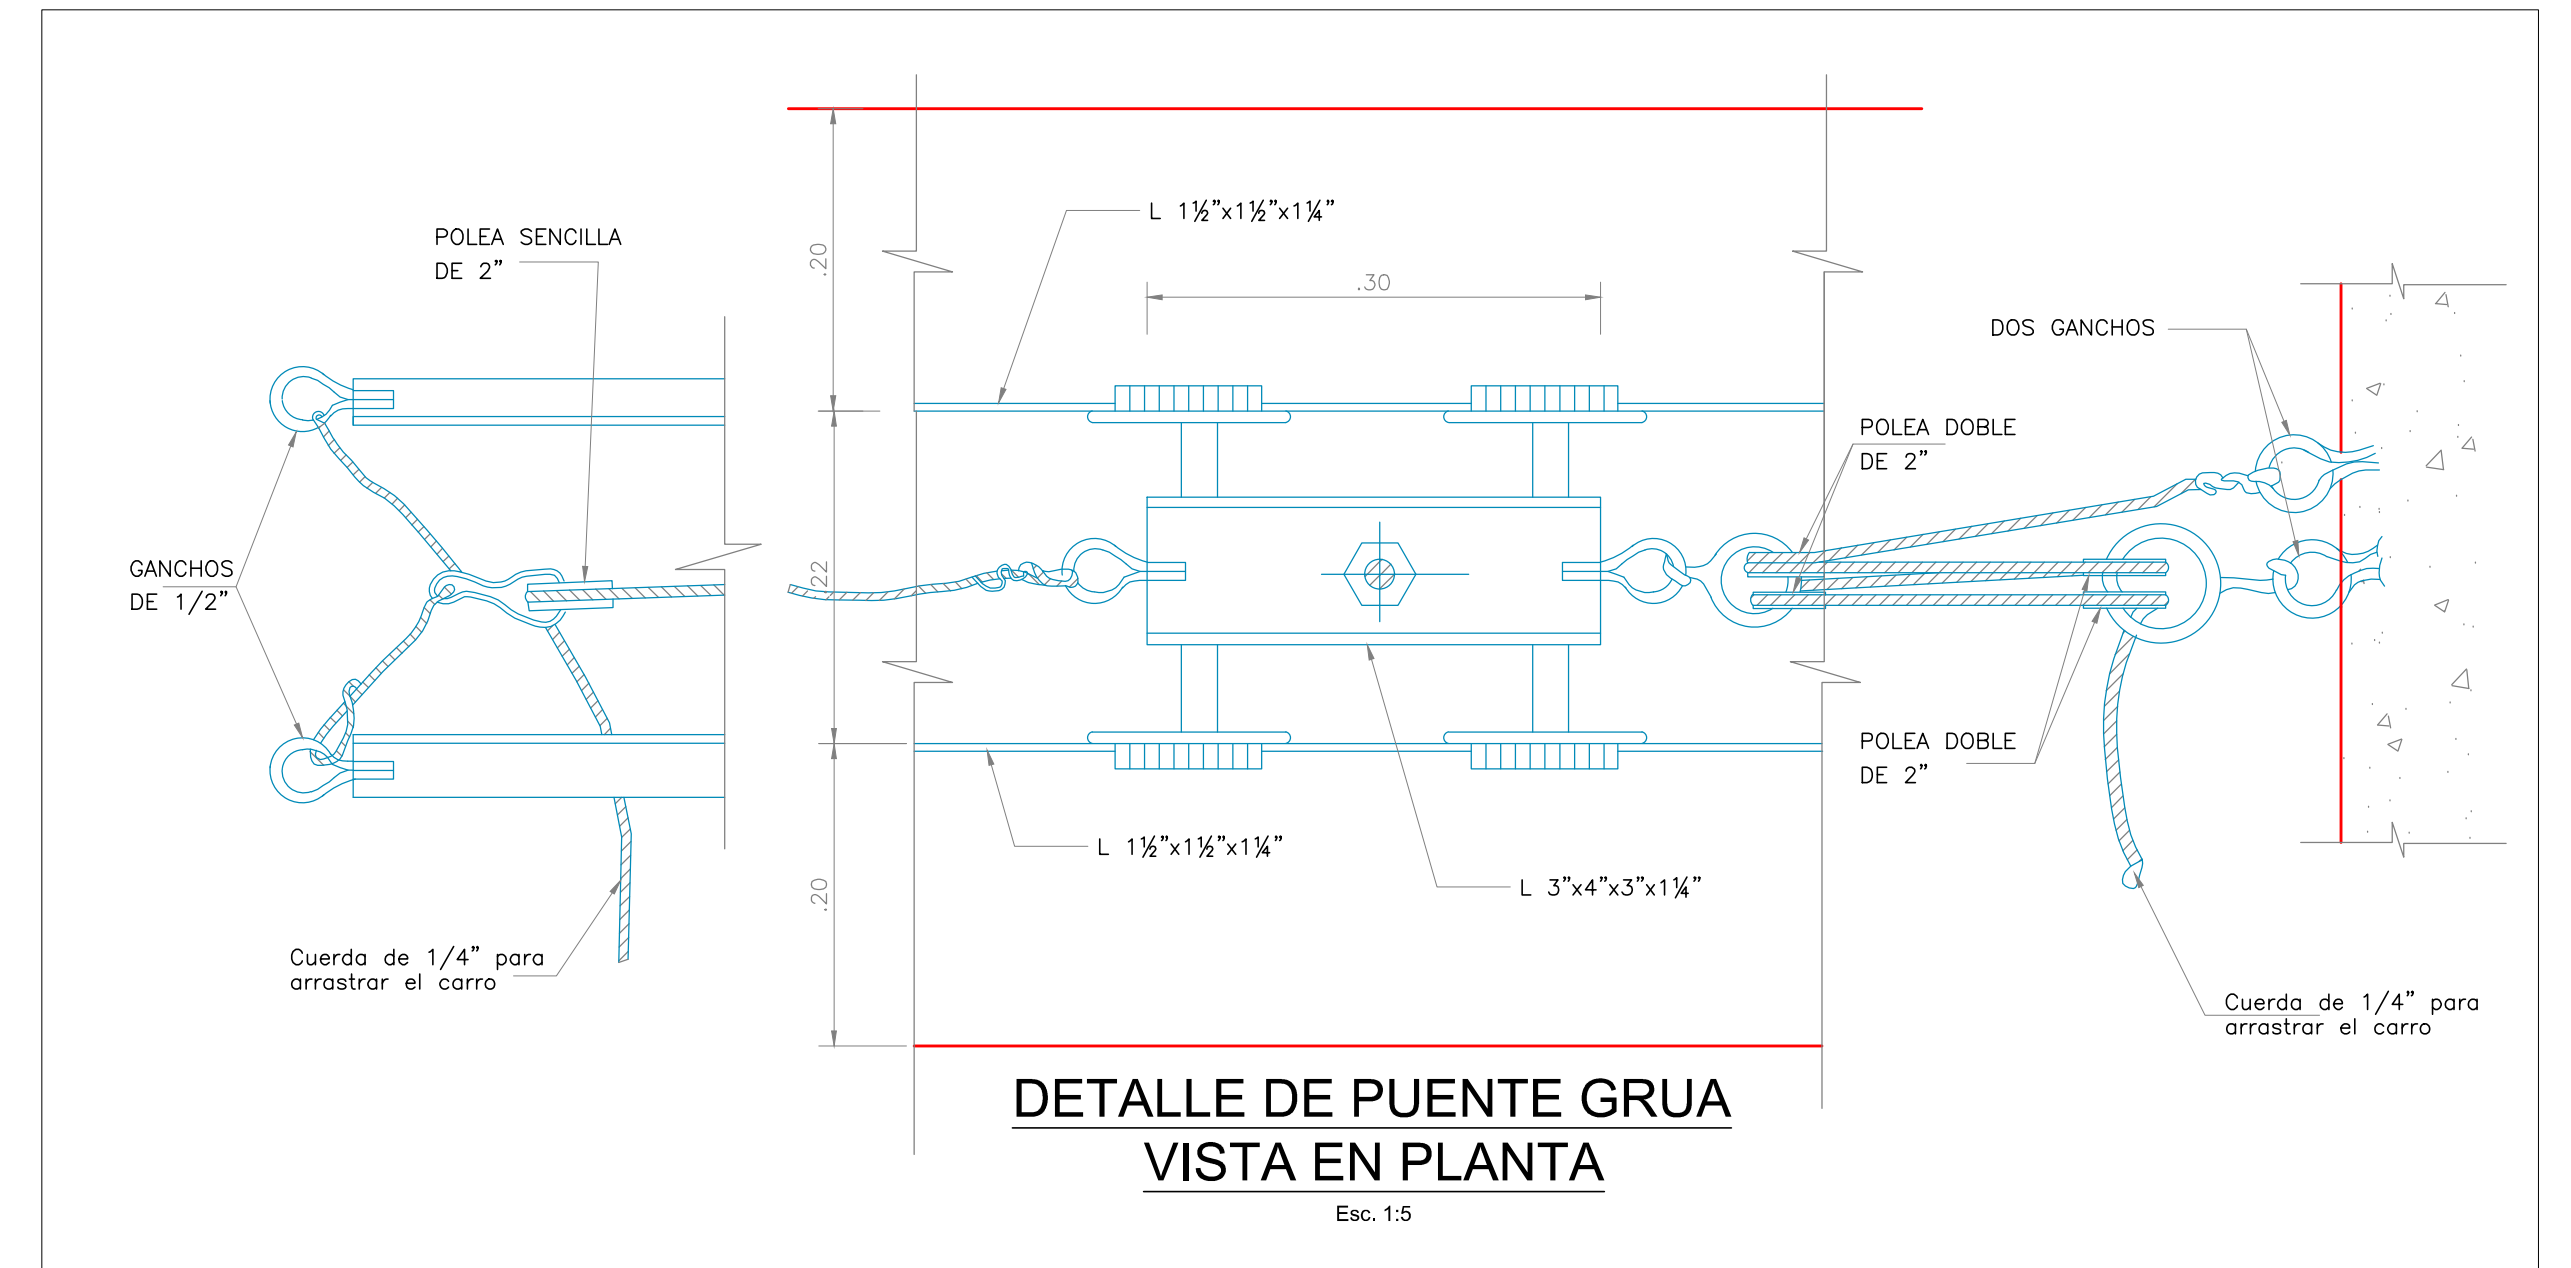 .20
L 1½”x1½”x1¼”
POLEA SENCILLA
DE 2”
.30
DOS GANCHOS
POLEA DOBLE
DE 2”
GANCHOS
DE 1/2”
.22
POLEA DOBLE
DE 2”
L 1½”x1½”x1¼”
.20
L 3”x4”x3”x1¼”
Cuerda de 1/4” para
arrastrar el carro
Cuerda de 1/4” para
arrastrar el carro
DETALLE DE PUENTE GRUA
VISTA EN PLANTA
Esc. 1:5